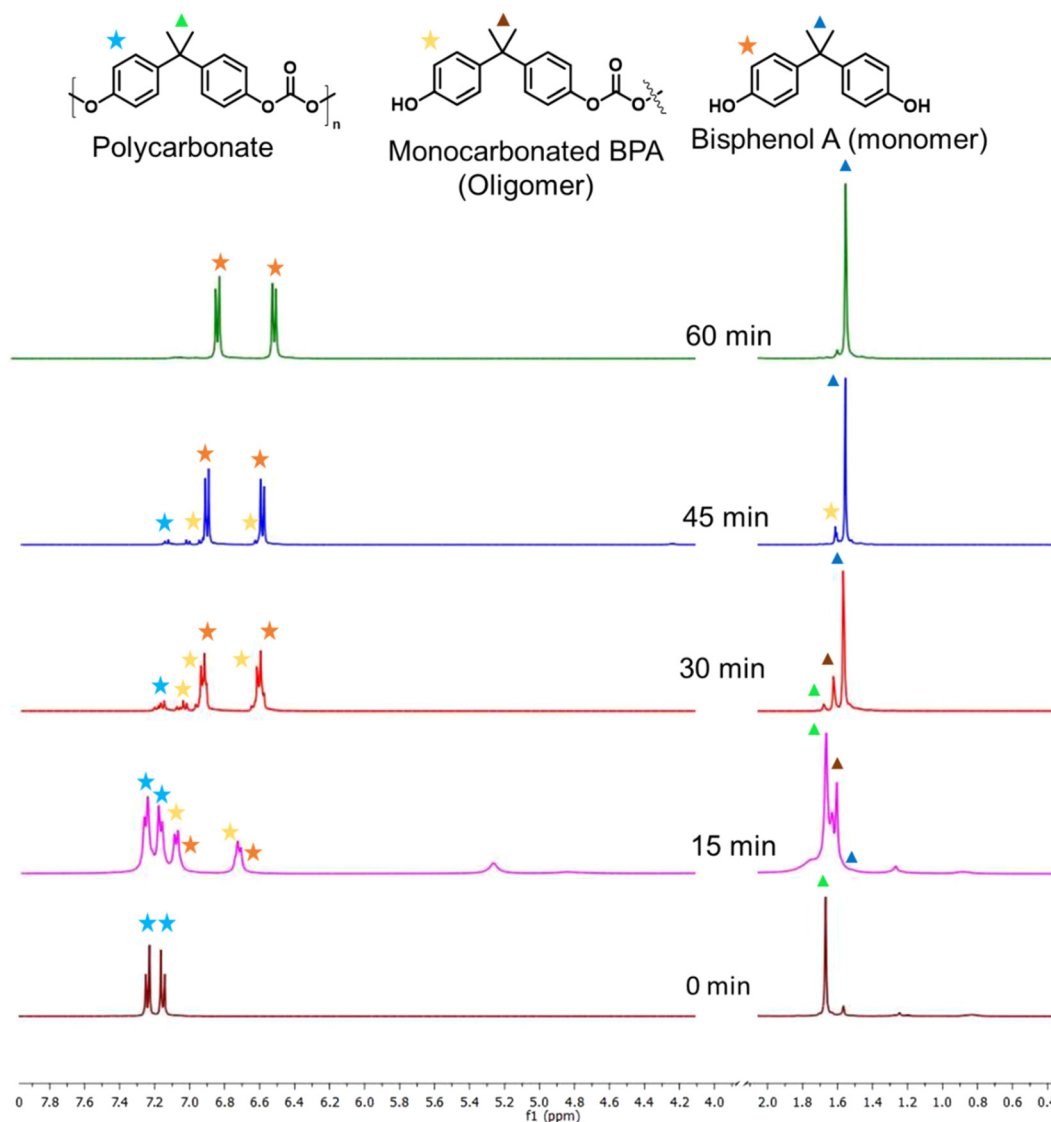 O
O
O
n
Polycarbonate
O
HO
O
O
Monocarbonated BPA
(Oligomer)
HO
OH
Bisphenol A (monomer)
60 min
45 min
30 min
15 min
0 min
8.0 7.8 7.6 7.4 7.2 7.0 6.8 6.6 6.4 6.2 6.0 5.8 5.6 5.4 5.2 5.0 4.8 4.6 4.4 4.2 4.0 2.0 1.8 1.6 1.4 1.2 1.0 0.8 0.6 0.4
f1 (ppm)